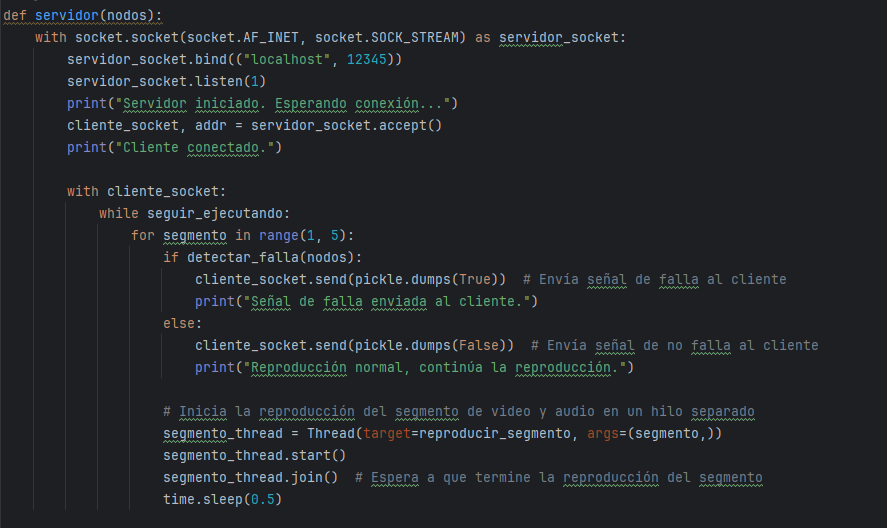 def servidor(nodos):
    with socket.socket(socket.AF_INET, socket.SOCK_STREAM) as servidor_socket:
        servidor_socket.bind(("localhost", 12345))
        servidor_socket.listen(1)
        print("Servidor iniciado. Esperando conexión...")
        cliente_socket, addr = servidor_socket.accept()
        print("Cliente conectado.")

        with cliente_socket:
            while seguir_ejecutando:
                for segmento in range(1, 5):
                    if detectar_falla(nodos):
                        cliente_socket.send(pickle.dumps(True))  # Envía señal de falla al cliente
                        print("Señal de falla enviada al cliente.")
                    else:
                        cliente_socket.send(pickle.dumps(False))  # Envía señal de no falla al cliente
                        print("Reproducción normal, continúa la reproducción.")

                    # Inicia la reproducción del segmento de video y audio en un hilo separado
                    segmento_thread = Thread(target=reproducir_segmento, args=(segmento,))
                    segmento_thread.start()
                    segmento_thread.join()  # Espera a que termine la reproducción del segmento
                    time.sleep(0.5)